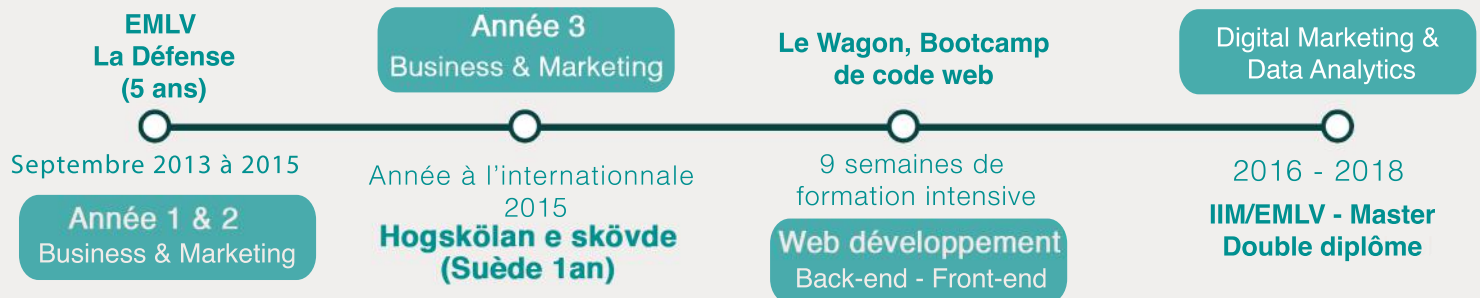 EMLV
La Défense
(5 ans)
Septembre 2013 à 2015
Année 1 & 2
Business & Marketing
Année 3
Business & Marketing
Année à l’internationnale
2015
Hogskölan e skövde
(Suède 1an)
Le Wagon, Bootcamp
de code web
9 semaines de
formation intensive
Web développement
Back-end - Front-end
Digital Marketing &
Data Analytics
2016 - 2018
IIM/EMLV - Master
Double diplôme